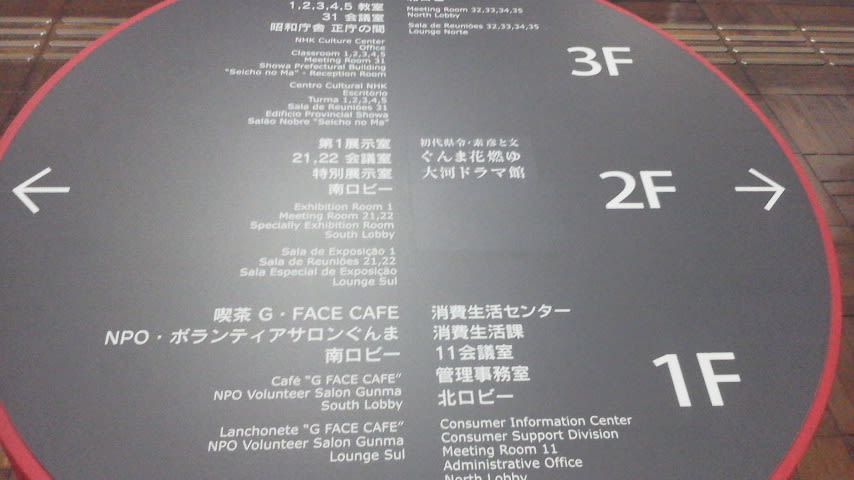 1,2,3,4,5 教室
31 会議室
昭和庁舎 正庁の間
NHK Culture Center
Office
Classroom 1,2,3,4,5
Meeting Room 31
Showa Prefectural Building
"Seicho no Ma" - Reception Room
Centro Cultural NHK
Escritório
Turma 1,2,3,4,5
Sala de Reuniões 31
Edifício Provincial Showa
Salão Nobre "Seicho no Ma"
Meeting Room 32,33,34,35
North Lobby
Sala de Reuniões 32,33,34,35
Lounge Norte
3F
第1展示室
21,22 会議室
特別展示室
南ロビー
Exhibition Room 1
Meeting Room 21,22
Specially Exhibition Room
South Lobby
Sala de Exposição 1
Sala de Reuniões 21,22
Sala Especial de Exposição
Lounge Sul
初代県令・素彦と文
ぐんま花燃ゆ
大河ドラマ館
2F
喫茶 G・FACE CAFE
NPO・ボランティアサロンぐんま
南ロビー
Café "G FACE CAFE"
NPO Volunteer Salon Gunma
South Lobby
Lanchonete "G FACE CAFE"
NPO Volunteer Salon Gunma
Lounge Sul
消費生活センター
消費生活課
11会議室
管理事務室
北ロビー
Consumer Information Center
Consumer Support Division
Meeting Room 11
Administrative Office
North Lobby
1F